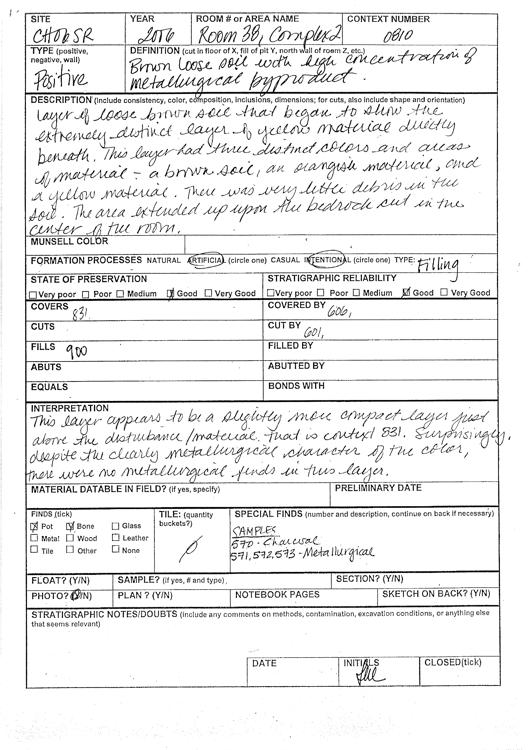 SITE YEAR ROOM # OR AREA NAME CONTEXT NUMBER
CH06SR 2006 Room 38, Complex 2 0810
TYPE (positive, negative, wall) DEFINITION (cut in floor of X, fill of pit Y, north wall of room Z, etc.)
Positive Brown loose soil with high concentration of
metallurgical byproduct.
DESCRIPTION (Include consistency, color, composition, inclusions, dimensions; for cuts, also include shape and orientation)
Layer of loose brown soil that began to show the
extremely distinct layer of yellow material directly
beneath. This layer had three distinct colors and areas
of material - a brown soil, an orangish material, and
a yellow material. There was very little debris in the
soil. The area extended up upon the bedrock cut in the
center of the room.
MUNSELL COLOR
FORMATION PROCESSES NATURAL ARTIFICIAL (circle one) CASUAL INTENTIONAL (circle one) TYPE: Filling
STATE OF PRESERVATION STRATIGRAPHIC RELIABILITY
Very poor Poor Medium Good Very Good Very poor Poor Medium Good Very Good
COVERS 831 COVERED BY 606,
CUTS CUT BY 601,
FILLS 900 FILLED BY
ABUTS ABUTTED BY
EQUALS BONDS WITH
INTERPRETATION
This layer appears to be a slightly more compact layer just
above the disturbance/material that is context 831. Surprisingly,
despite the clearly metallurgical character of the color,
there were no metallurgical finds in this layer.
MATERIAL DATABLE IN FIELD? (if yes, specify) PRELIMINARY DATE
FINDS (tick) TILE: (quantity buckets?) SPECIAL FINDS (number and description, continue on back if necessary)
Pot Bone Glass SAMPLES
Metal Wood Leather 570 - Charcoal
Tile Other None Ø 571, 572, 573 - Metallurgical
FLOAT? (Y/N) SAMPLE? (if yes, # and type) SECTION? (Y/N)
PHOTO? (Y/N) PLAN? (Y/N) NOTEBOOK PAGES SKETCH ON BACK? (Y/N)
STRATIGRAPHIC NOTES/DOUBTS (include any comments on methods, contamination, excavation conditions, or anything else
that seems relevant)
DATE INITIALS CLOSED(tick)